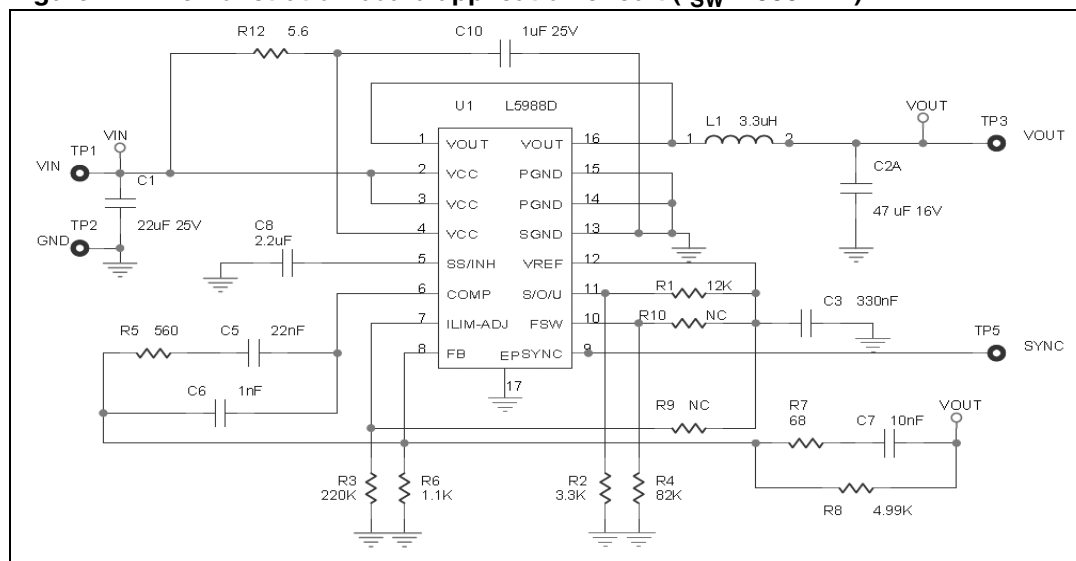 R12 5.6
C10 1uF 25V
U1 L5988D
VIN
TP1
VIN
C1
22uF 25V
TP2
GND
1 VOUT VOUT 16
2 VCC PGND 15
3 VCC PGND 14
4 VCC SGND 13
5 SS/INH VREF 12
6 COMP S/O/U 11
7 ILIM-ADJ FSW 10
8 FB EP SYNC 9
17
1 L1 3.3uH 2
VOUT
TP3 VOUT
C2A
47 uF 16V
C8
2.2uF
R1 12K
R10 NC
C3 330nF
TP5
SYNC
R5 560 C5 22nF
C6 1nF
R9 NC
R7
68
C7 10nF
VOUT
R3
220K
R6
1.1K
R2
3.3K
R4
82K
R8 4.99K